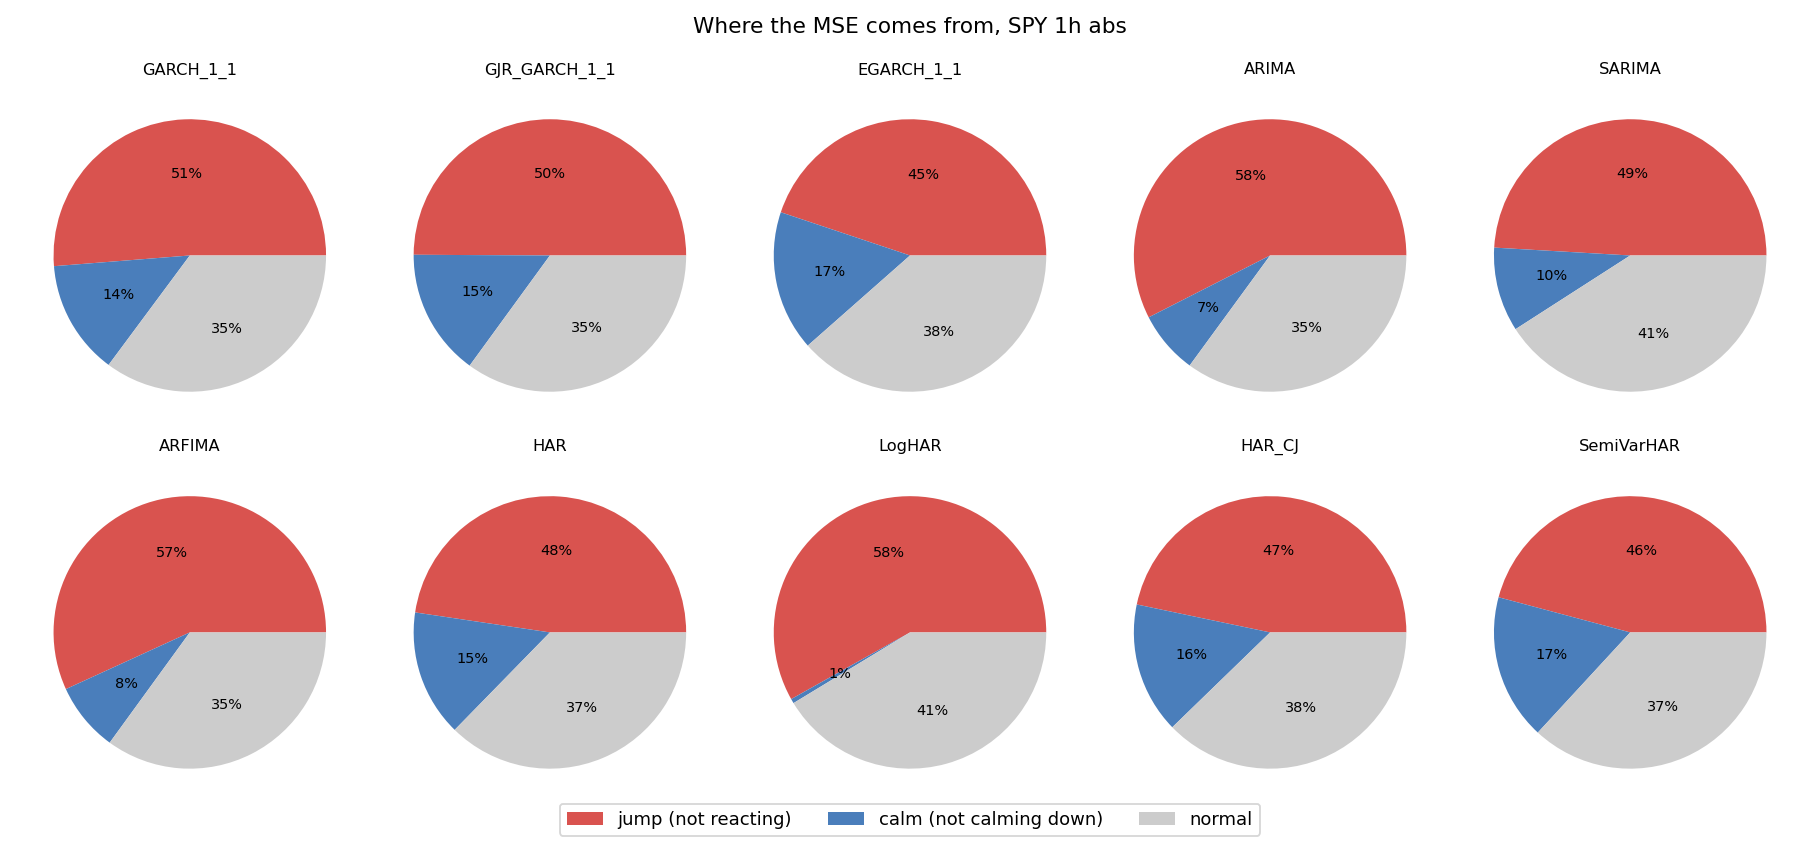 Where the MSE comes from, SPY 1h abs
GARCH_1_1
GJR_GARCH_1_1
EGARCH_1_1
ARIMA
SARIMA
51%
14%
35%
50%
15%
35%
45%
17%
38%
58%
7%
35%
49%
10%
41%
ARFIMA
HAR
LogHAR
HAR_CJ
SemiVarHAR
57%
8%
35%
48%
15%
37%
58%
1%
41%
47%
16%
38%
46%
17%
37%
jump (not reacting)
calm (not calming down)
normal